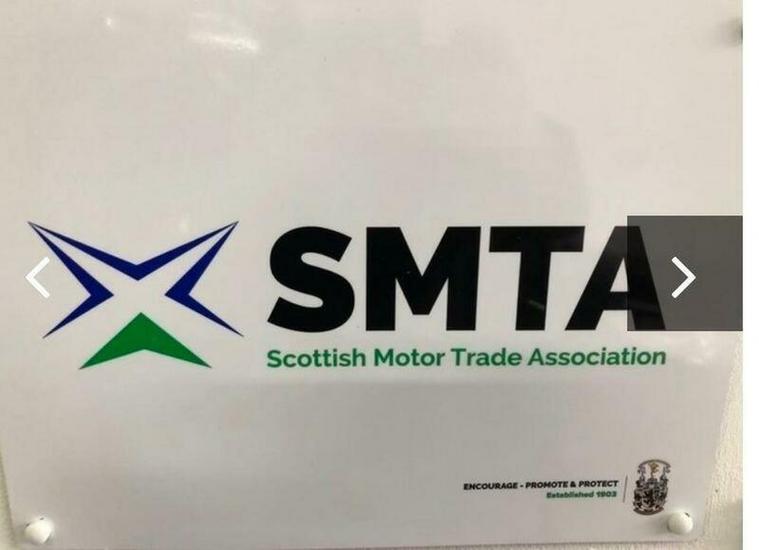 SMTA
Scottish Motor Trade Association
ENCOURAGE - PROMOTE & PROTECT
Established 1903